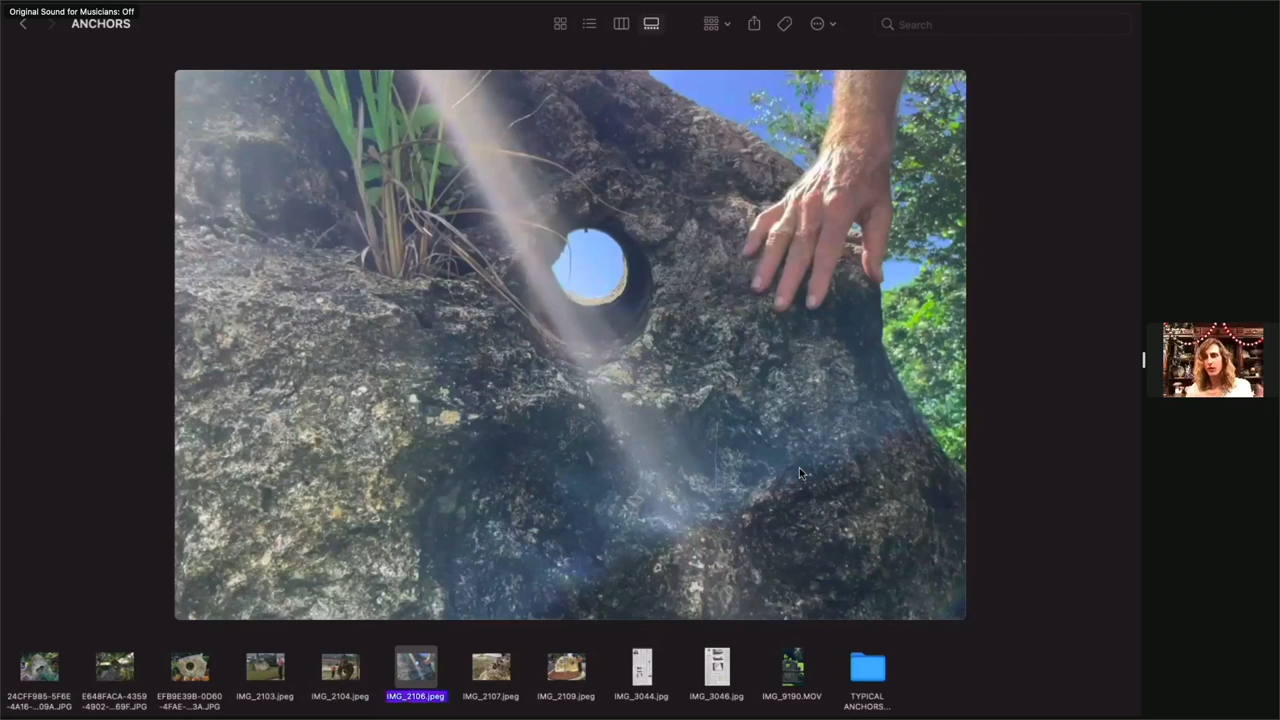 Original Sound for Musicians: Off
ANCHORS
Search
24CFF985-5F6E
-4A16-...09A.JPG
E648FACA-4359
-4902-...69F.JPG
EFB9E39B-0D60
-4FAE-...3A.JPG
IMG_2103.jpeg
IMG_2104.jpeg
IMG_2106.jpeg
IMG_2107.jpeg
IMG_2109.jpeg
IMG_3044.jpg
IMG_3046.jpg
IMG_9190.MOV
TYPICAL
ANCHORS...